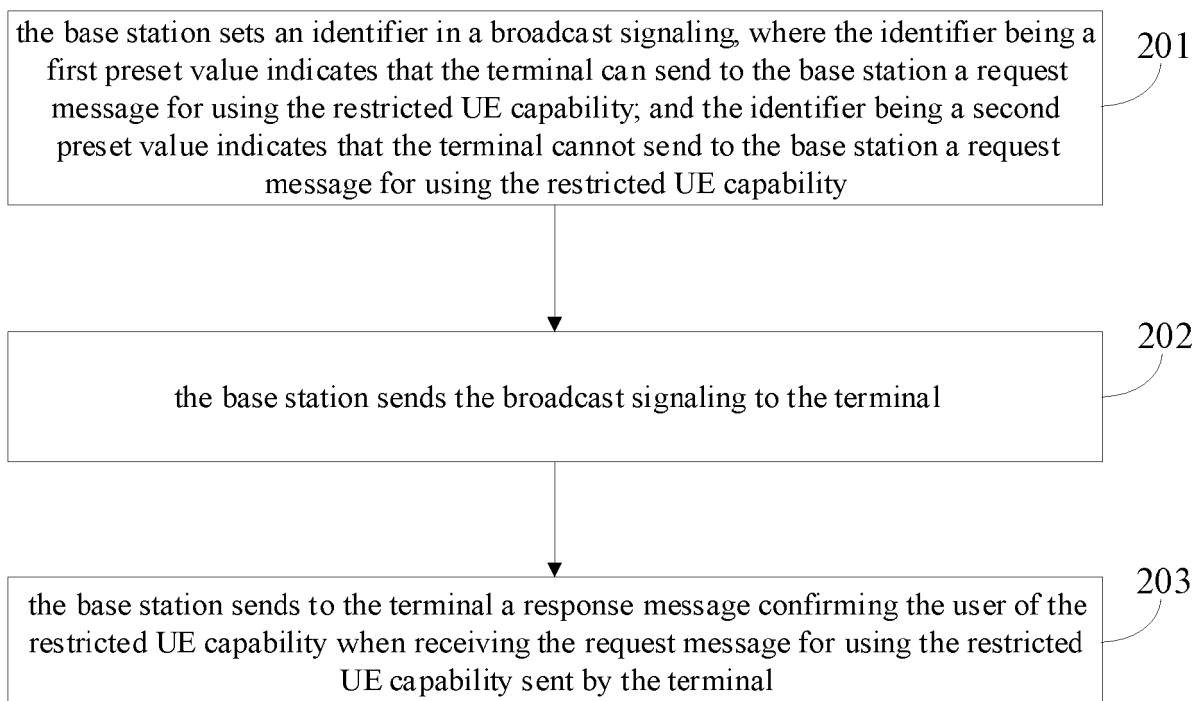 the base station sets an identifier in a broadcast signaling, where the identifier being a
first preset value indicates that the terminal can send to the base station a request
message for using the restricted UE capability; and the identifier being a second
preset value indicates that the terminal cannot send to the base station a request
message for using the restricted UE capability
201
the base station sends the broadcast signaling to the terminal
202
the base station sends to the terminal a response message confirming the user of the
restricted UE capability when receiving the request message for using the restricted
UE capability sent by the terminal
203